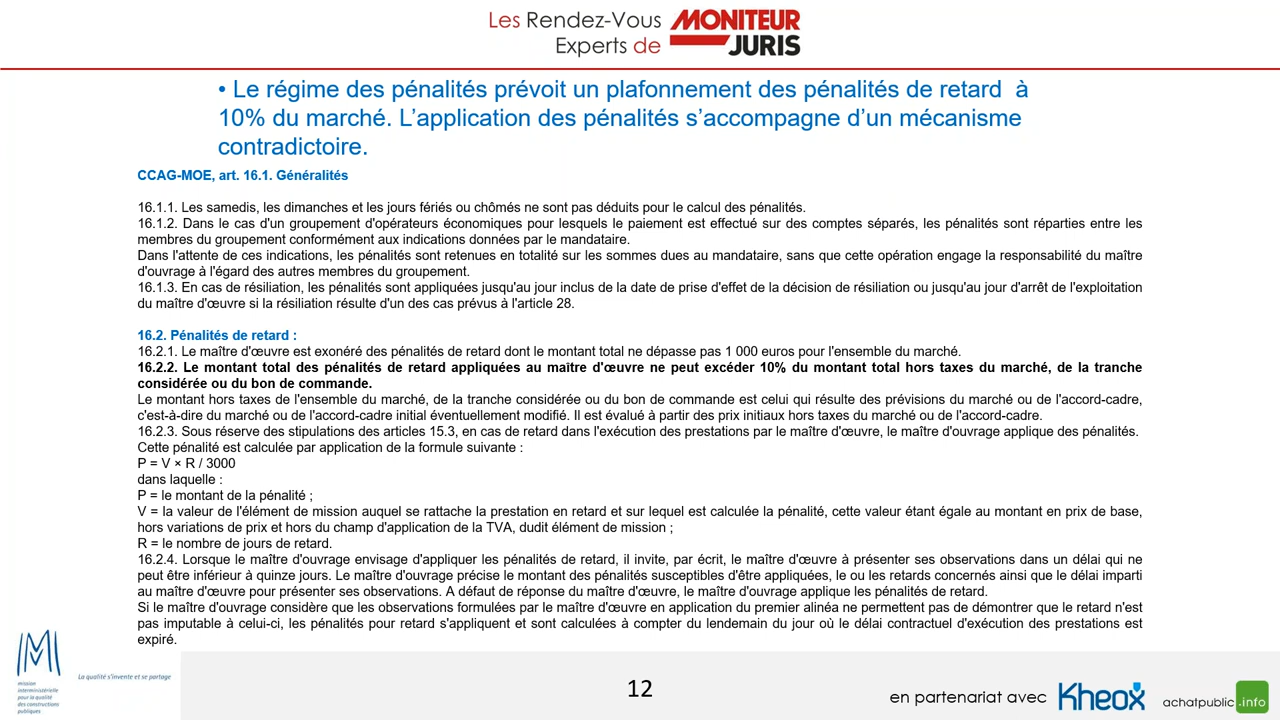 Les Rendez-Vous
Experts de
MONITEUR
JURIS
• Le régime des pénalités prévoit un plafonnement des pénalités de retard à
10% du marché. L’application des pénalités s’accompagne d’un mécanisme
contradictoire.
CCAG-MOE, art. 16.1. Généralités
16.1.1. Les samedis, les dimanches et les jours fériés ou chômés ne sont pas déduits pour le calcul des pénalités.
16.1.2. Dans le cas d'un groupement d'opérateurs économiques pour lesquels le paiement est effectué sur des comptes séparés, les pénalités sont réparties entre les
membres du groupement conformément aux indications données par le mandataire.
Dans l'attente de ces indications, les pénalités sont retenues en totalité sur les sommes dues au mandataire, sans que cette opération engage la responsabilité du maître
d'ouvrage à l'égard des autres membres du groupement.
16.1.3. En cas de résiliation, les pénalités sont appliquées jusqu'au jour inclus de la date de prise d'effet de la décision de résiliation ou jusqu'au jour d'arrêt de l'exploitation
du maître d'œuvre si la résiliation résulte d'un des cas prévus à l'article 28.
16.2. Pénalités de retard :
16.2.1. Le maître d'œuvre est exonéré des pénalités de retard dont le montant total ne dépasse pas 1 000 euros pour l'ensemble du marché.
16.2.2. Le montant total des pénalités de retard appliquées au maître d'œuvre ne peut excéder 10% du montant total hors taxes du marché, de la tranche
considérée ou du bon de commande.
Le montant hors taxes de l'ensemble du marché, de la tranche considérée ou du bon de commande est celui qui résulte des prévisions du marché ou de l'accord-cadre,
c'est-à-dire du marché ou de l'accord-cadre initial éventuellement modifié. Il est évalué à partir des prix initiaux hors taxes du marché ou de l'accord-cadre.
16.2.3. Sous réserve des stipulations des articles 15.3, en cas de retard dans l'exécution des prestations par le maître d'œuvre, le maître d'ouvrage applique des pénalités.
Cette pénalité est calculée par application de la formule suivante :
P = V × R / 3000
dans laquelle :
P = le montant de la pénalité ;
V = la valeur de l'élément de mission auquel se rattache la prestation en retard et sur lequel est calculée la pénalité, cette valeur étant égale au montant en prix de base,
hors variations de prix et hors du champ d'application de la TVA, dudit élément de mission ;
R = le nombre de jours de retard.
16.2.4. Lorsque le maître d'ouvrage envisage d'appliquer les pénalités de retard, il invite, par écrit, le maître d'œuvre à présenter ses observations dans un délai qui ne
peut être inférieur à quinze jours. Le maître d'ouvrage précise le montant des pénalités susceptibles d'être appliquées, le ou les retards concernés ainsi que le délai imparti
au maître d'œuvre pour présenter ses observations. A défaut de réponse du maître d'œuvre, le maître d'ouvrage applique les pénalités de retard.
Si le maître d'ouvrage considère que les observations formulées par le maître d'œuvre en application du premier alinéa ne permettent pas de démontrer que le retard n'est
pas imputable à celui-ci, les pénalités pour retard s'appliquent et sont calculées à compter du lendemain du jour où le délai contractuel d'exécution des prestations est
expiré.
La qualité s'invente et se partage
mission
interministérielle
pour la qualité
des constructions
publiques
12
en partenariat avec Kheox achatpublic.info